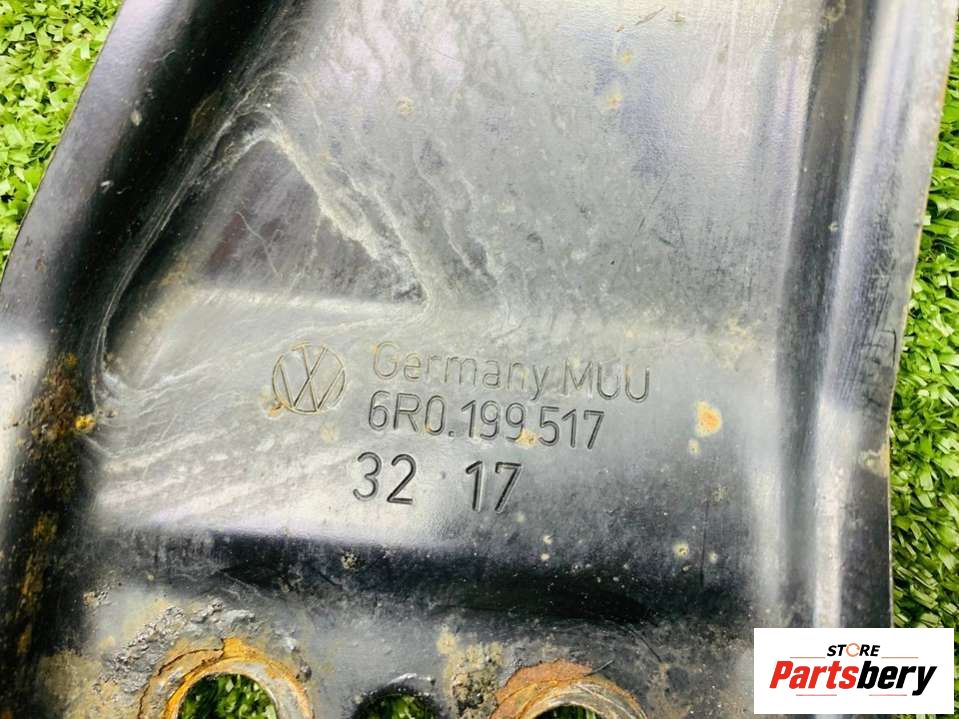 Germany MUU
6R0.199.517
32 17
STORE
Partsbery